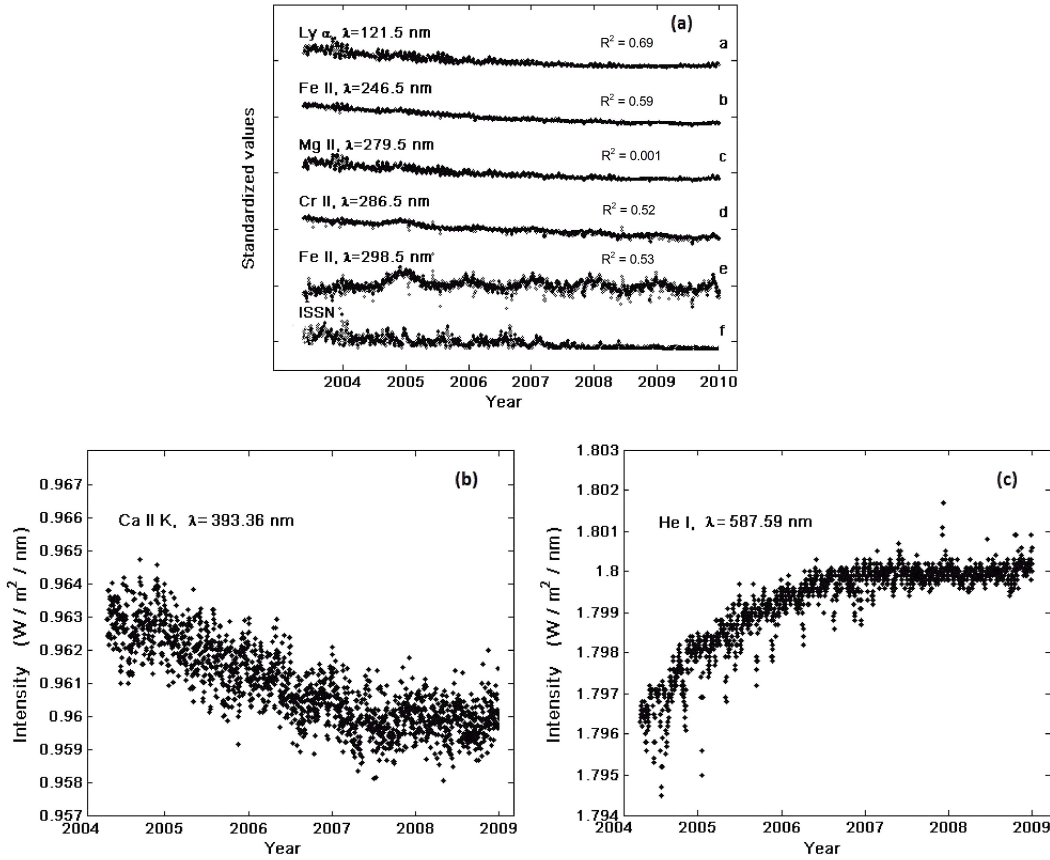 (a)
Standardized values
Ly α, λ=121.5 nm
R² = 0.69
a
Fe II, λ=246.5 nm
R² = 0.59
b
Mg II, λ=279.5 nm
R² = 0.001
c
Cr II, λ=286.5 nm
R² = 0.52
d
Fe II, λ=298.5 nm
R² = 0.53
e
ISSN
f
2004 2005 2006 2007 2008 2009 2010
Year
(b)
Intensity (W / m² / nm)
Ca II K, λ=393.36 nm
0.967
0.966
0.965
0.964
0.963
0.962
0.961
0.96
0.959
0.958
0.957
2004 2005 2006 2007 2008 2009
Year
(c)
Intensity (W / m² / nm)
He I, λ=587.59 nm
1.803
1.802
1.801
1.8
1.799
1.798
1.797
1.796
1.795
1.794
2004 2005 2006 2007 2008 2009
Year